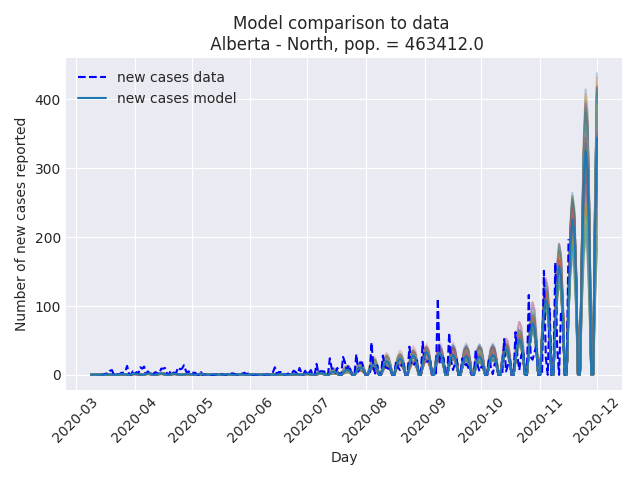 Model comparison to data
Alberta - North, pop. = 463412.0
new cases data
new cases model
Number of new cases reported
400
300
200
100
0
2020-03
2020-04
2020-05
2020-06
2020-07
2020-08
2020-09
2020-10
2020-11
2020-12
Day